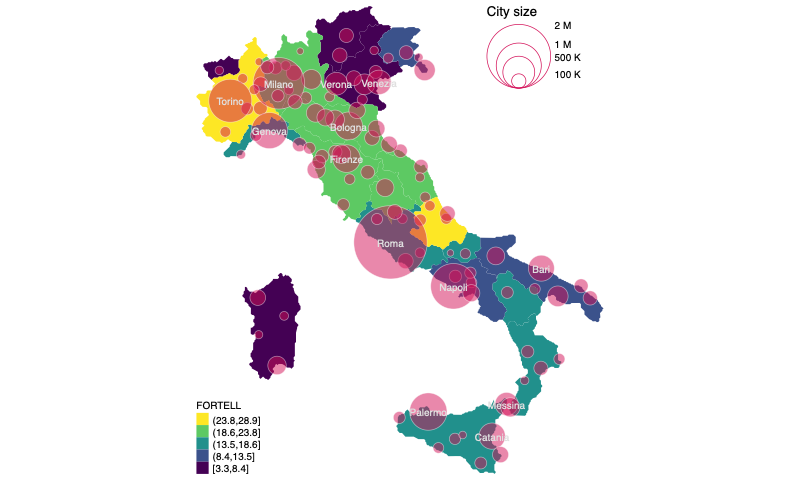 City size
2 M
1 M
500 K
100 K
Milano
Verona
Venezia
Torino
Genova
Bologna
Firenze
Roma
Bari
Napoli
Messina
Palermo
Catania
FORTELL
(23.8,28.9]
(18.6,23.8]
(13.5,18.6]
(8.4,13.5]
[3.3,8.4]